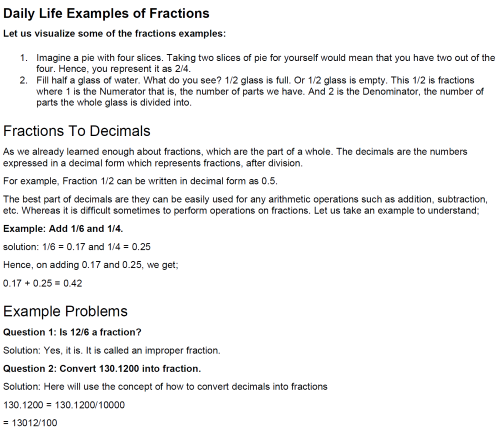 Daily Life Examples of Fractions
Let us visualize some of the fractions examples:
1. Imagine a pie with four slices. Taking two slices of pie for yourself would mean that you have two out of the
four. Hence, you represent it as 2/4.
2. Fill half a glass of water. What do you see? 1/2 glass is full. Or 1/2 glass is empty. This 1/2 is fractions
where 1 is the Numerator that is, the number of parts we have. And 2 is the Denominator, the number of
parts the whole glass is divided into.
Fractions To Decimals
As we already learned enough about fractions, which are the part of a whole. The decimals are the numbers
expressed in a decimal form which represents fractions, after division.
For example, Fraction 1/2 can be written in decimal form as 0.5.
The best part of decimals are they can be easily used for any arithmetic operations such as addition, subtraction,
etc. Whereas it is difficult sometimes to perform operations on fractions. Let us take an example to understand;
Example: Add 1/6 and 1/4.
solution: 1/6 = 0.17 and 1/4 = 0.25
Hence, on adding 0.17 and 0.25, we get;
0.17 + 0.25 = 0.42
Example Problems
Question 1: Is 12/6 a fraction?
Solution: Yes, it is. It is called an improper fraction.
Question 2: Convert 130.1200 into fraction.
Solution: Here will use the concept of how to convert decimals into fractions
130.1200 = 130.1200/10000
= 13012/100